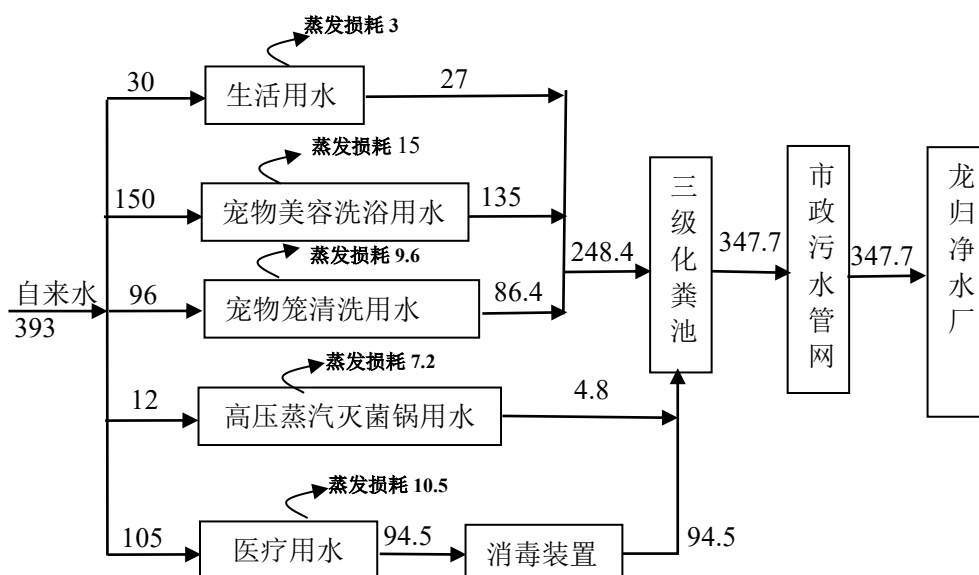 蒸发损耗 3
30
生活用水
27
蒸发损耗 15
150
宠物美容洗浴用水
135
蒸发损耗 9.6
自来水
393
96
宠物笼清洗用水
86.4
248.4
三级化粪池
347.7
市政污水管网
347.7
龙归净水厂
蒸发损耗 7.2
12
高压蒸汽灭菌锅用水
4.8
蒸发损耗 10.5
105
医疗用水
94.5
消毒装置
94.5